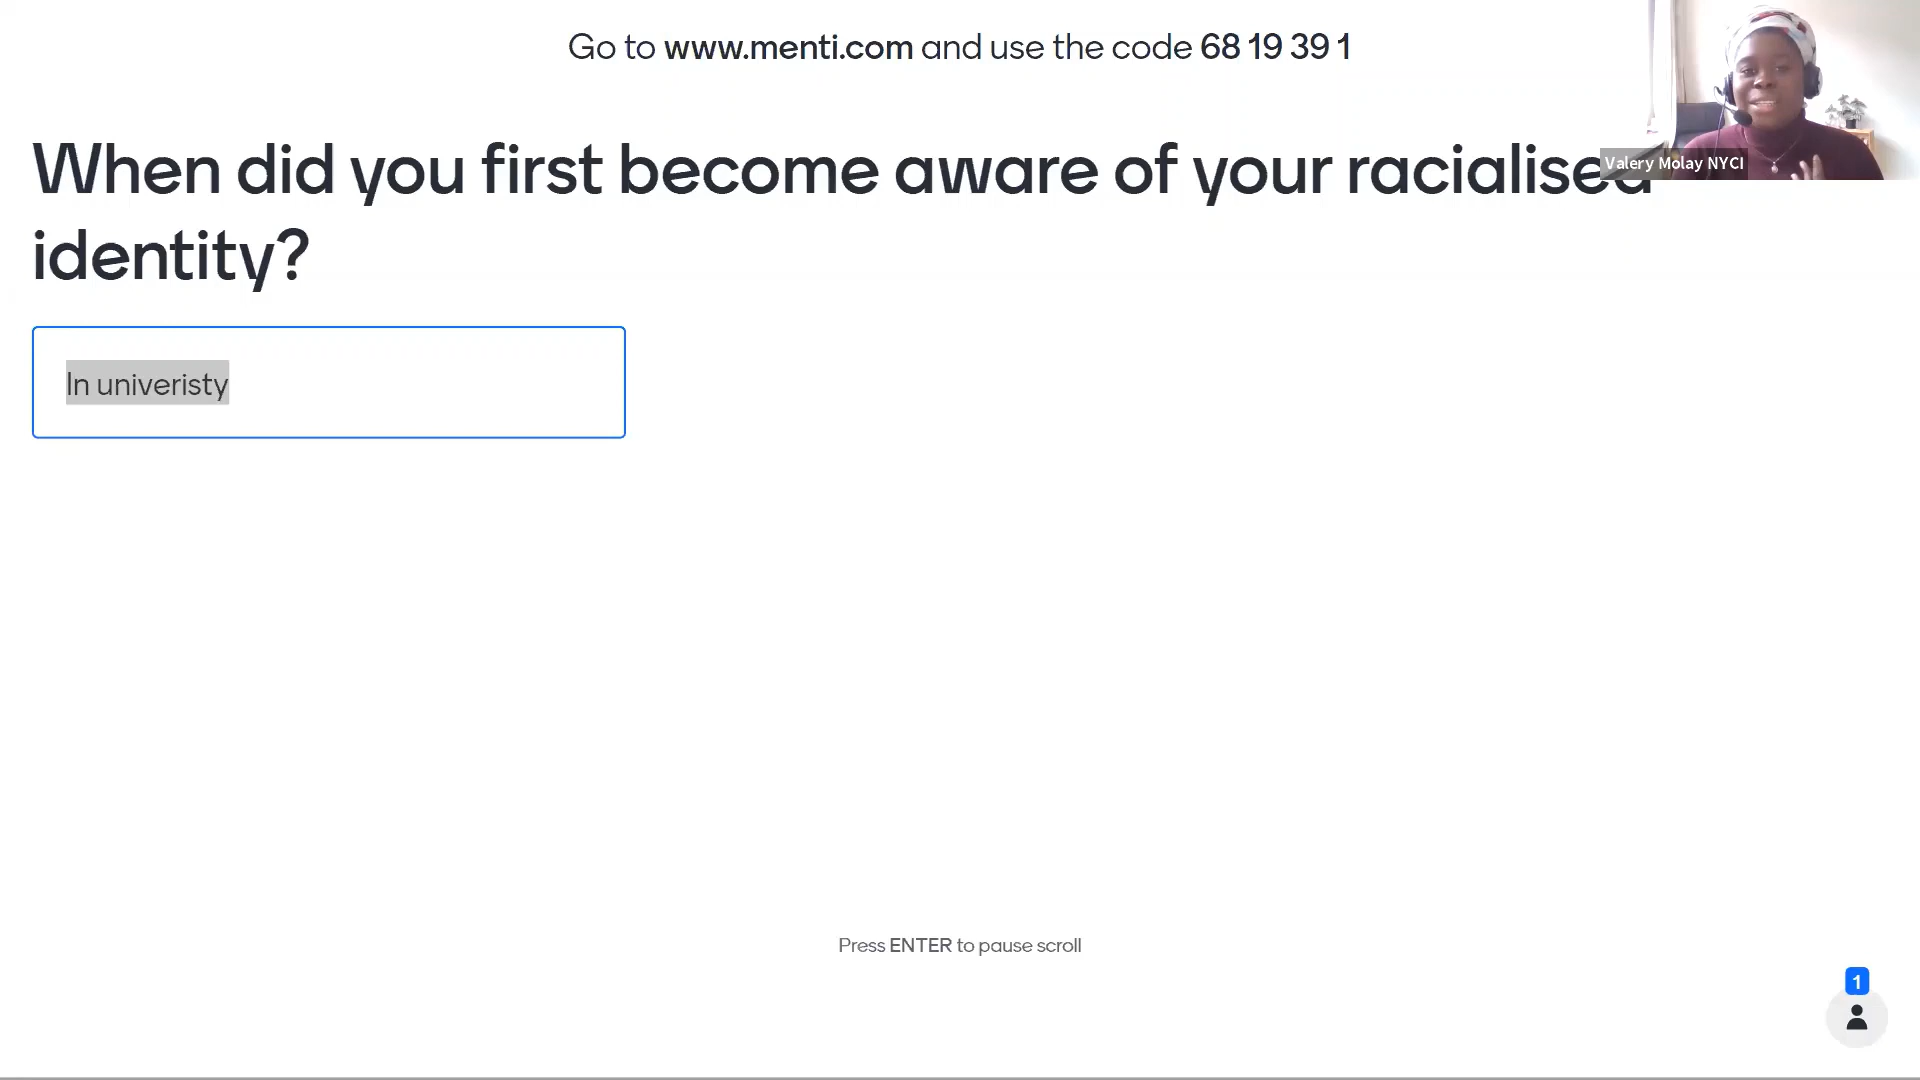 Go to www.menti.com and use the code 68 19 39 1
When did you first become aware of your racialised
identity?
Valery Molay NYCI
In univeristy
Press ENTER to pause scroll
1